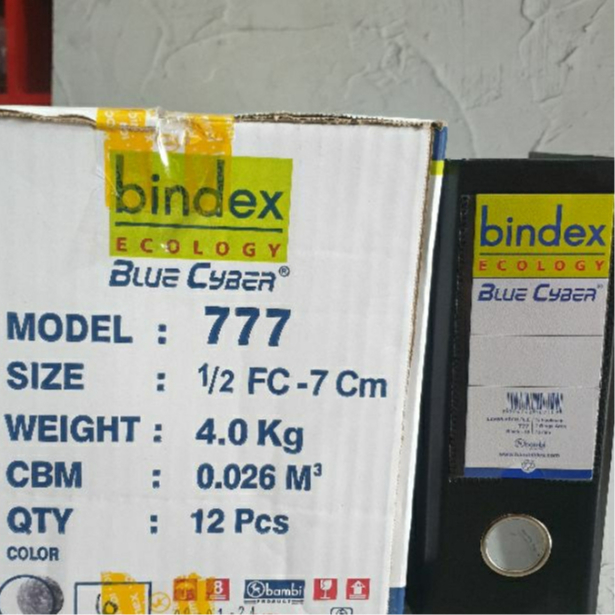 bindex
ECOLOGY
BLUE CYBER®
MODEL : 777
SIZE : 1/2 FC - 7 Cm
WEIGHT : 4.0 Kg
CBM : 0.026 M³
QTY : 12 Pcs
COLOR
bambi
bindex
ECOLOGY
BLUE CYBER®